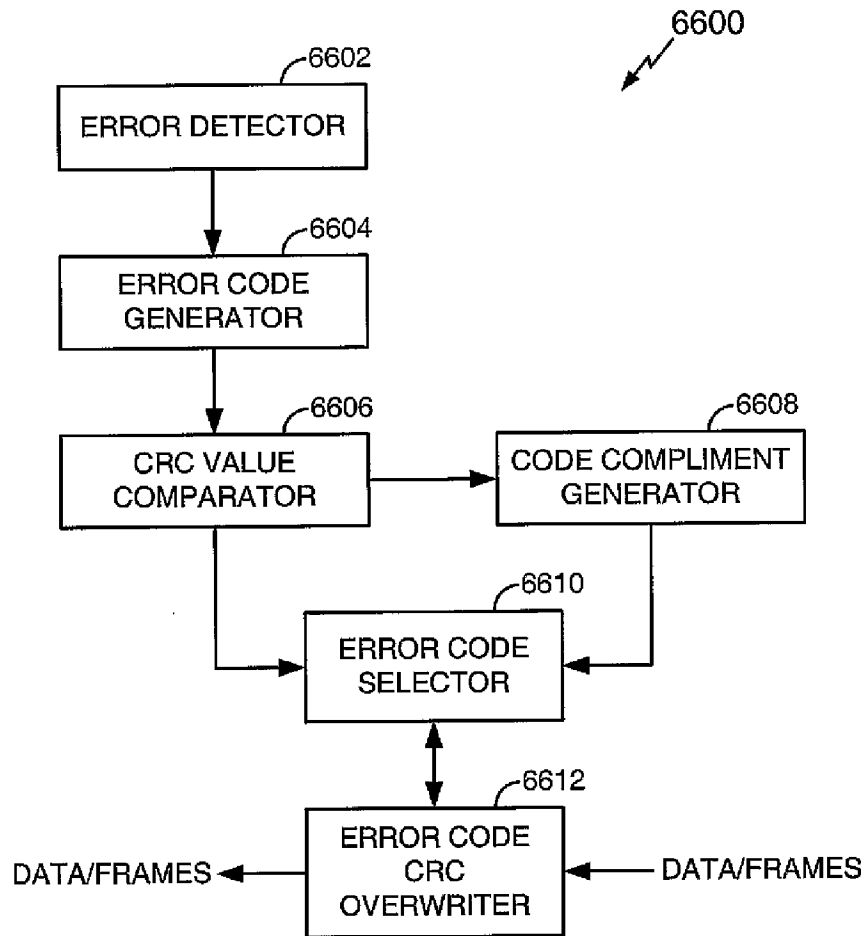 6600
6602
ERROR DETECTOR
6604
ERROR CODE
GENERATOR
6606
CRC VALUE
COMPARATOR
6608
CODE COMPLIMENT
GENERATOR
6610
ERROR CODE
SELECTOR
6612
ERROR CODE
CRC
OVERWRITER
DATA/FRAMES
DATA/FRAMES